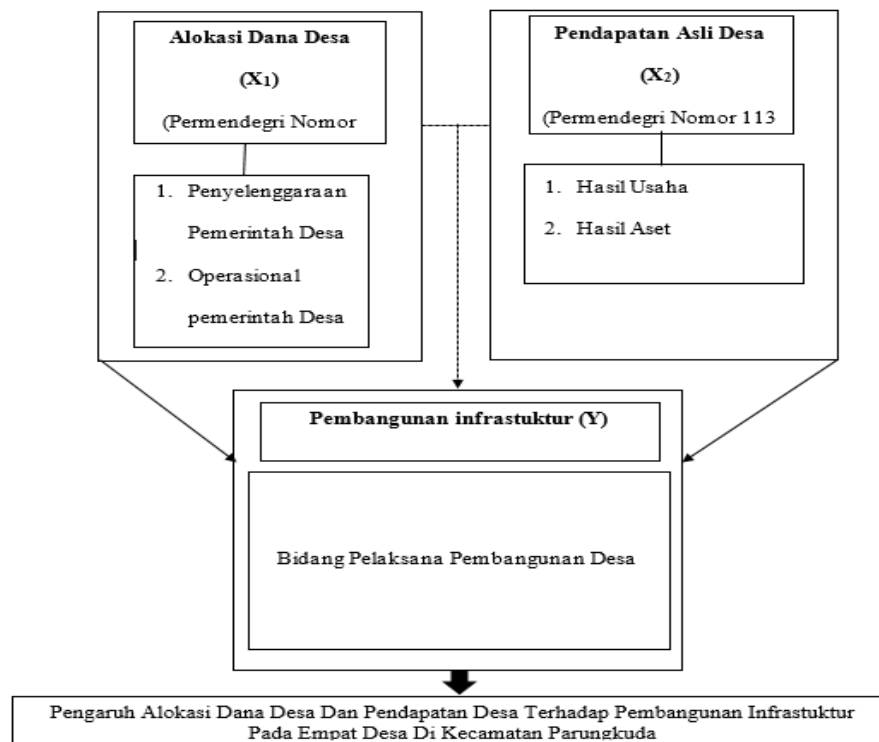 Alokasi Dana Desa
(X₁)
(Permendegri Nomor
1. Penyelenggaraan
Pemerintah Desa
2. Operasional
pemerintah Desa
Pendapatan Asli Desa
(X₂)
(Permendegri Nomor 113
1. Hasil Usaha
2. Hasil Aset
Pembangunan infrastuktur (Y)
Bidang Pelaksana Pembangunan Desa
Pengaruh Alokasi Dana Desa Dan Pendapatan Desa Terhadap Pembangunan Infrastuktur
Pada Empat Desa Di Kecamatan Parungkuda